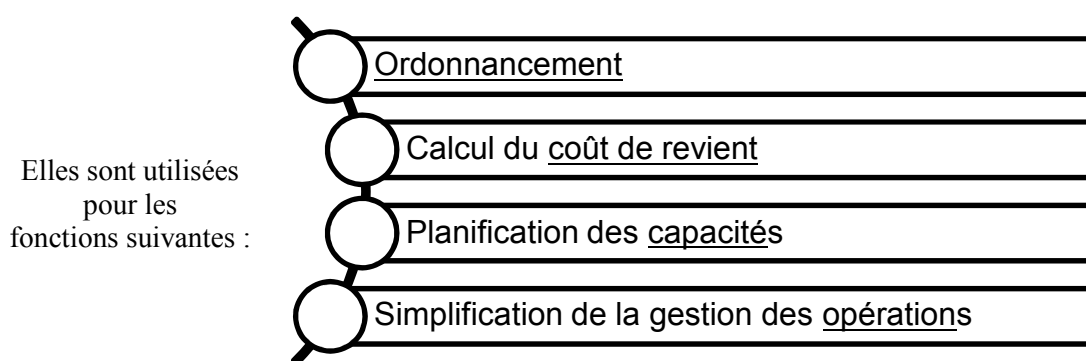 Elles sont utilisées
pour les
fonctions suivantes :
Ordonnancement
Calcul du coût de revient
Planification des capacités
Simplification de la gestion des opérations